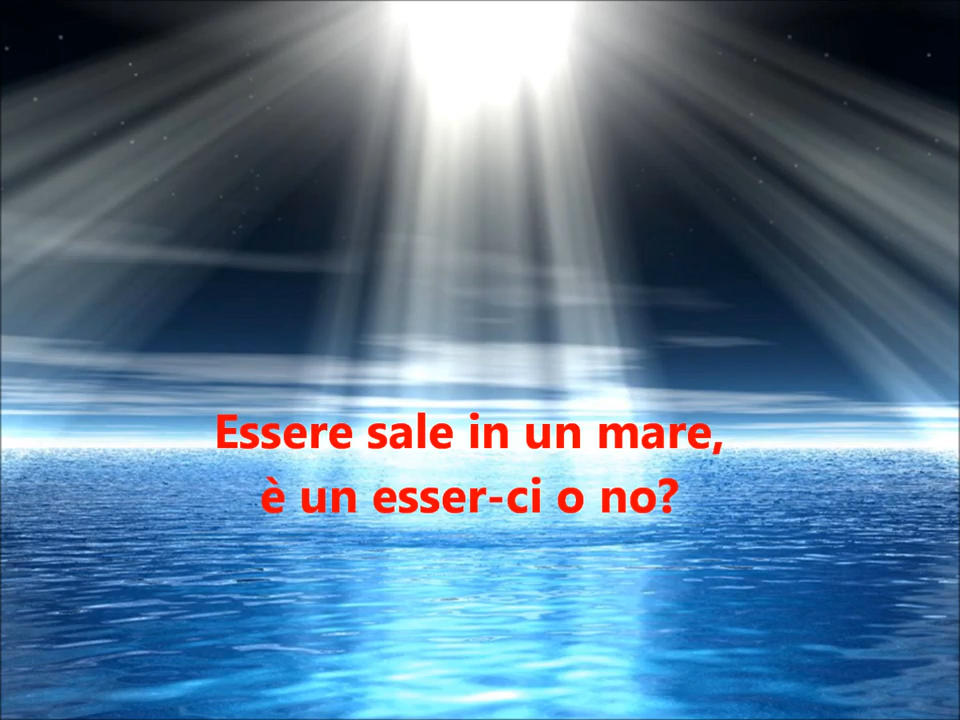 Essere sale in un mare,
è un esser-ci o no?